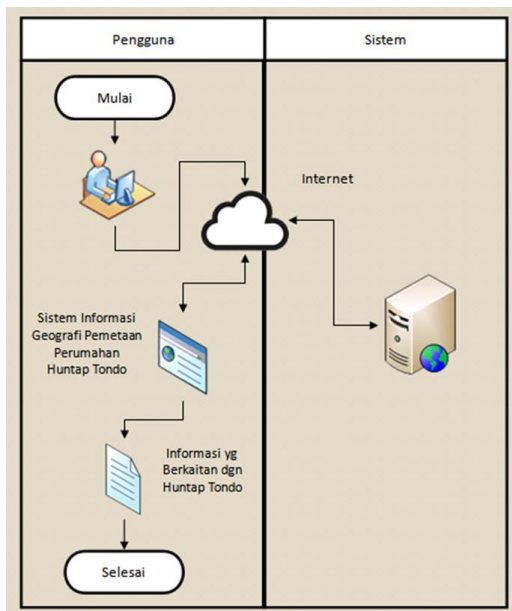 Pengguna
Sistem
Mulai
Internet
Sistem Informasi
Geografi Pemetaan
Perumahan
Huntap Tondo
Informasi yg
Berkaitan dgn
Huntap Tondo
Selesai